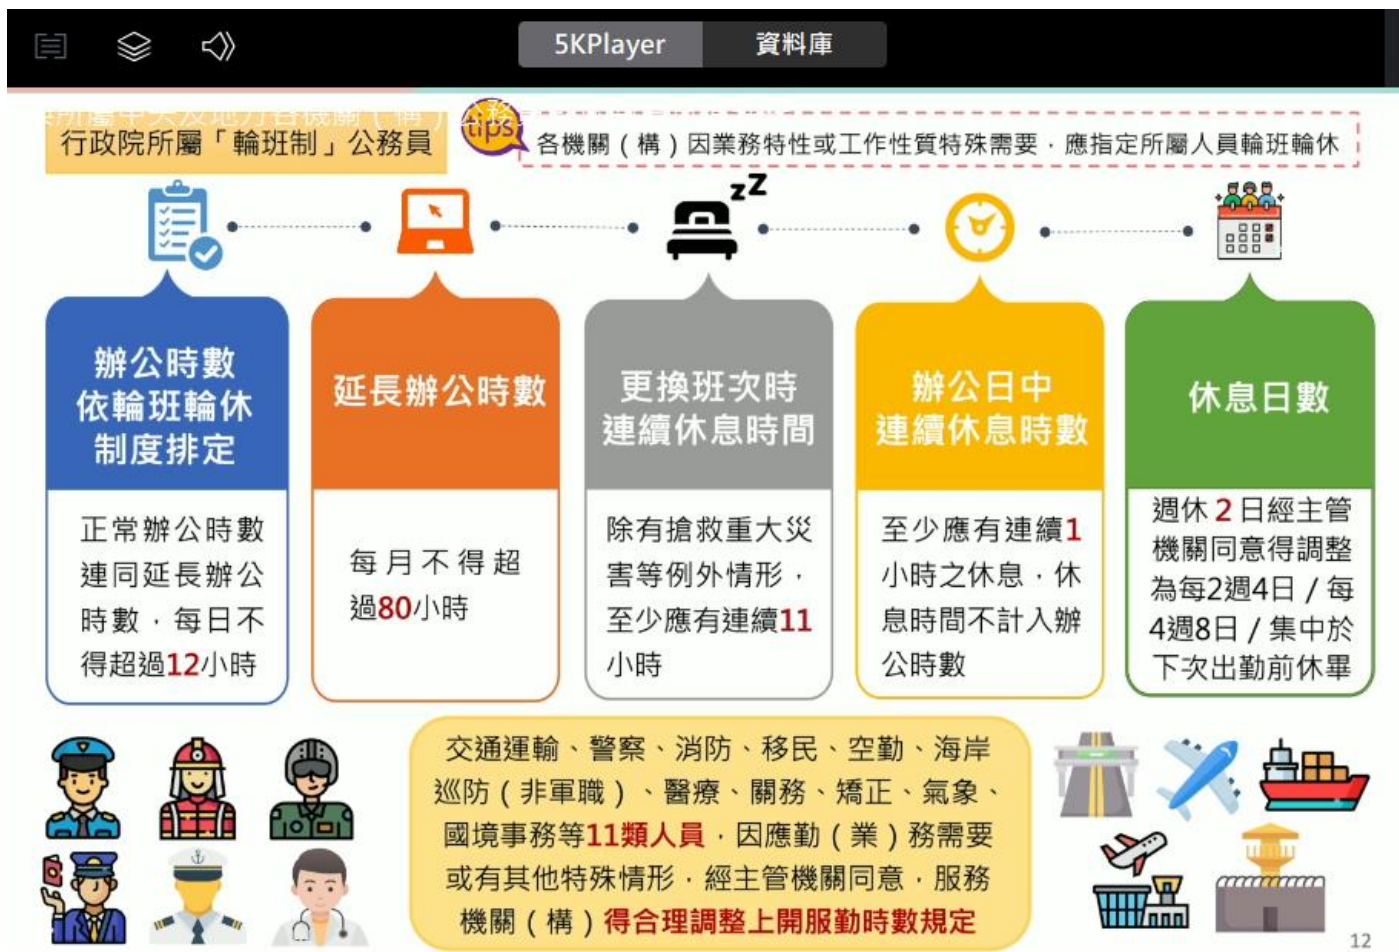 5KPlayer
資料庫
行政院所屬「輪班制」公務員
tips
各機關（構）因業務特性或工作性質特殊需要，應指定所屬人員輪班輪休
zZ
辦公時數
依輪班輪休
制度排定
正常辦公時數
連同延長辦公
時數，每日不
得超過12小時
延長辦公時數
每月不得超
過80小時
更換班次時
連續休息時間
除有搶救重大災
害等例外情形，
至少應有連續11
小時
辦公日中
連續休息時數
至少應有連續1
小時之休息，休
息時間不計入辦
公時數
休息日數
週休2日經主管
機關同意得調整
為每2週4日/每
4週8日/集中於
下次出勤前休畢
交通運輸、警察、消防、移民、空勤、海岸
巡防（非軍職）、醫療、關務、矯正、氣象、
國境事務等11類人員，因應勤（業）務需要
或有其他特殊情形，經主管機關同意，服務
機關（構）得合理調整上開服勤時數規定
12